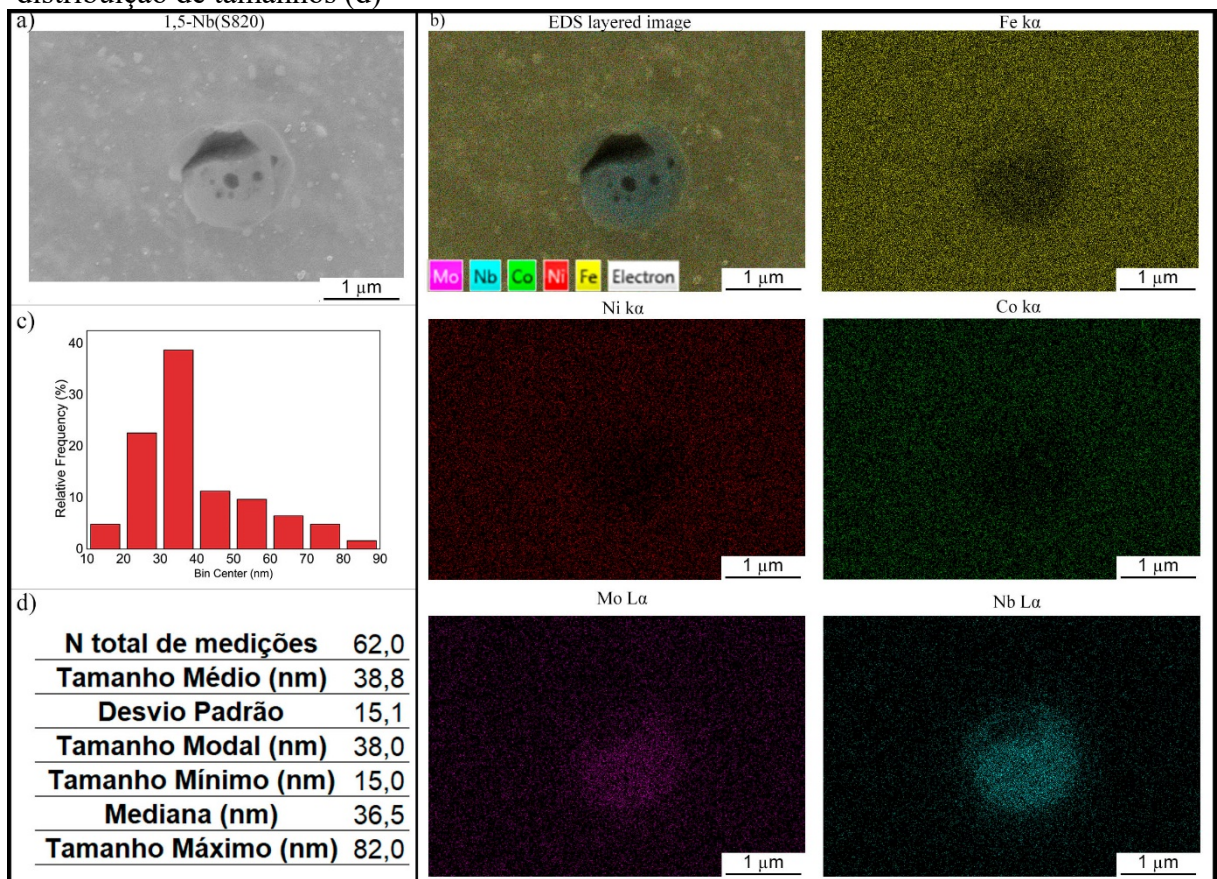 distribuição de tamanhos (d)
a)
1,5-Nb(S820)
1 µm
b)
EDS layered image
Mo Nb Co Ni Fe Electron
1 µm
Fe kα
1 µm
c)
Relative Frequency (%)
40
30
20
10
0
10 20 30 40 50 60 70 80 90
Bin Center (nm)
Ni kα
1 µm
Co kα
1 µm
d)
N total de medições 62,0
Tamanho Médio (nm) 38,8
Desvio Padrão 15,1
Tamanho Modal (nm) 38,0
Tamanho Mínimo (nm) 15,0
Mediana (nm) 36,5
Tamanho Máximo (nm) 82,0
Mo Lα
1 µm
Nb Lα
1 µm